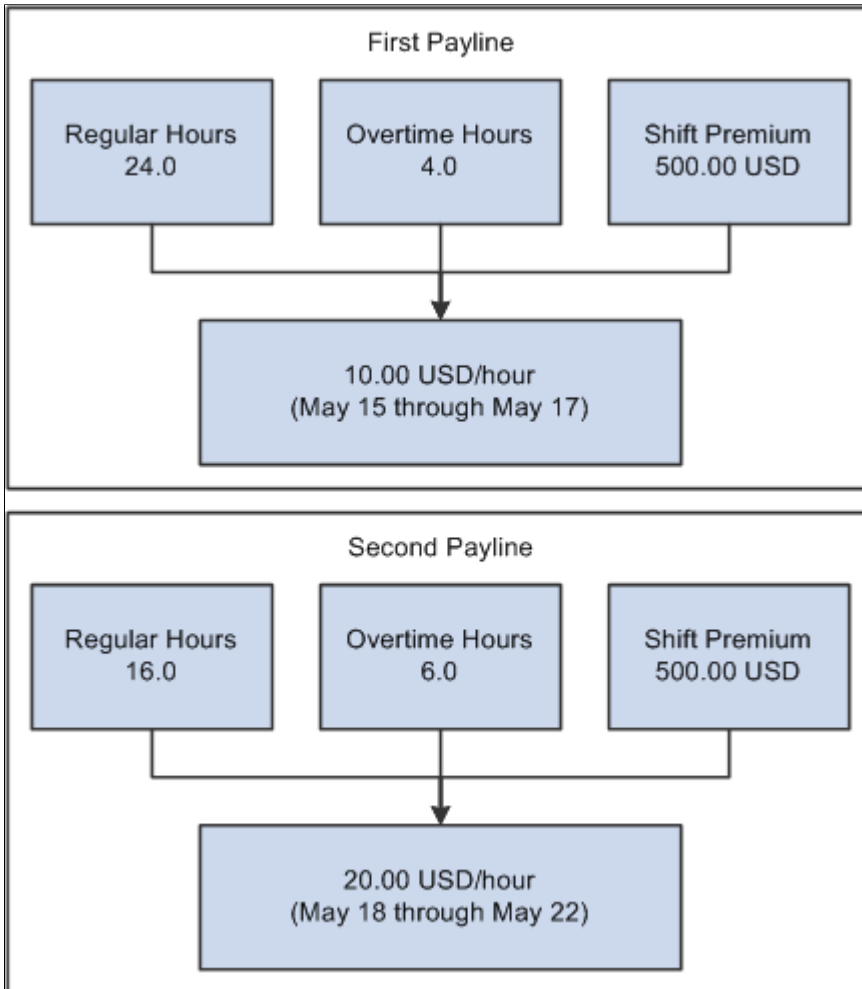 First Payline
Regular Hours
24.0
Overtime Hours
4.0
Shift Premium
500.00 USD
10.00 USD/hour
(May 15 through May 17)
Second Payline
Regular Hours
16.0
Overtime Hours
6.0
Shift Premium
500.00 USD
20.00 USD/hour
(May 18 through May 22)